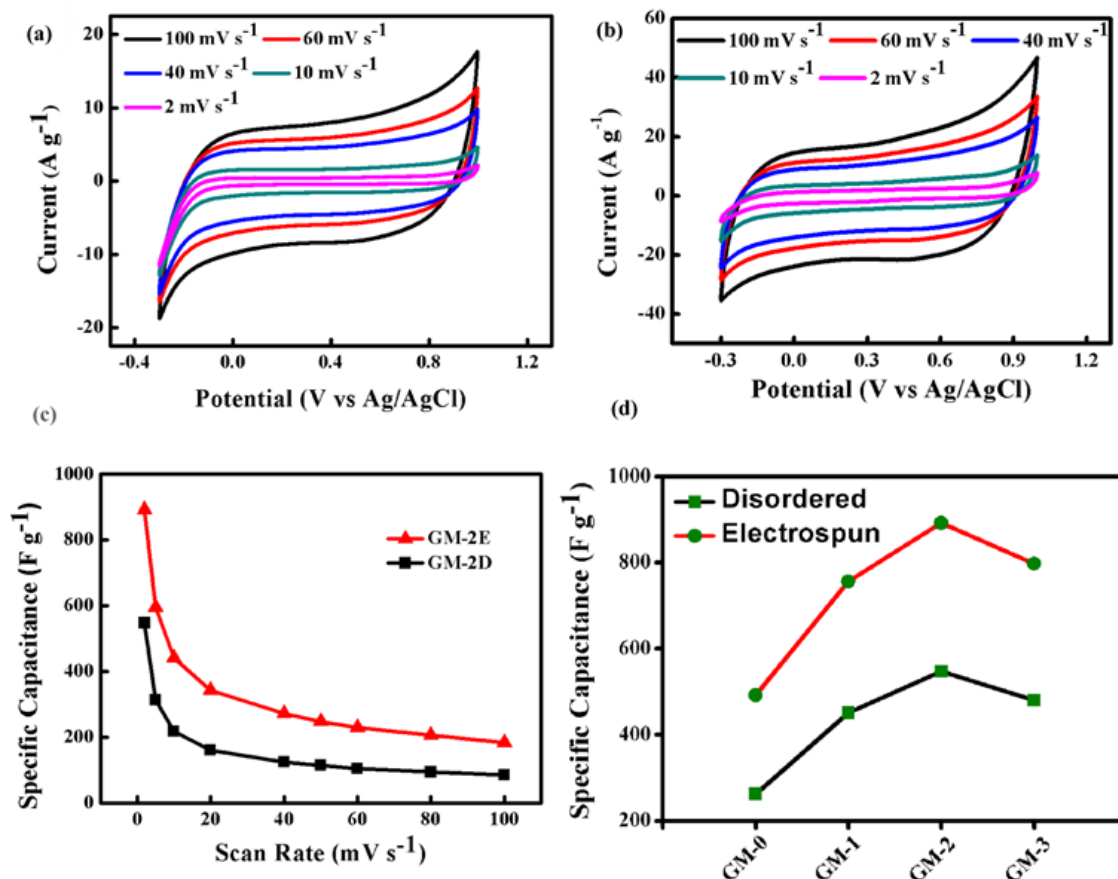 (a)
100 mV s⁻¹ 60 mV s⁻¹
40 mV s⁻¹ 10 mV s⁻¹
2 mV s⁻¹
Current (A g⁻¹)
20
10
0
-10
-20
-0.4 0.0 0.4 0.8 1.2
Potential (V vs Ag/AgCl)
(b)
100 mV s⁻¹ 60 mV s⁻¹ 40 mV s⁻¹
10 mV s⁻¹ 2 mV s⁻¹
Current (A g⁻¹)
60
40
20
0
-20
-40
-0.3 0.0 0.3 0.6 0.9 1.2
Potential (V vs Ag/AgCl)
(c)
GM-2E
GM-2D
Specific Capacitance (F g⁻¹)
1000
800
600
400
200
0
0 20 40 60 80 100
Scan Rate (mV s⁻¹)
(d)
Disordered
Electrospun
Specific Capacitance (F g⁻¹)
1000
800
600
400
200
GM-0 GM-1 GM-2 GM-3